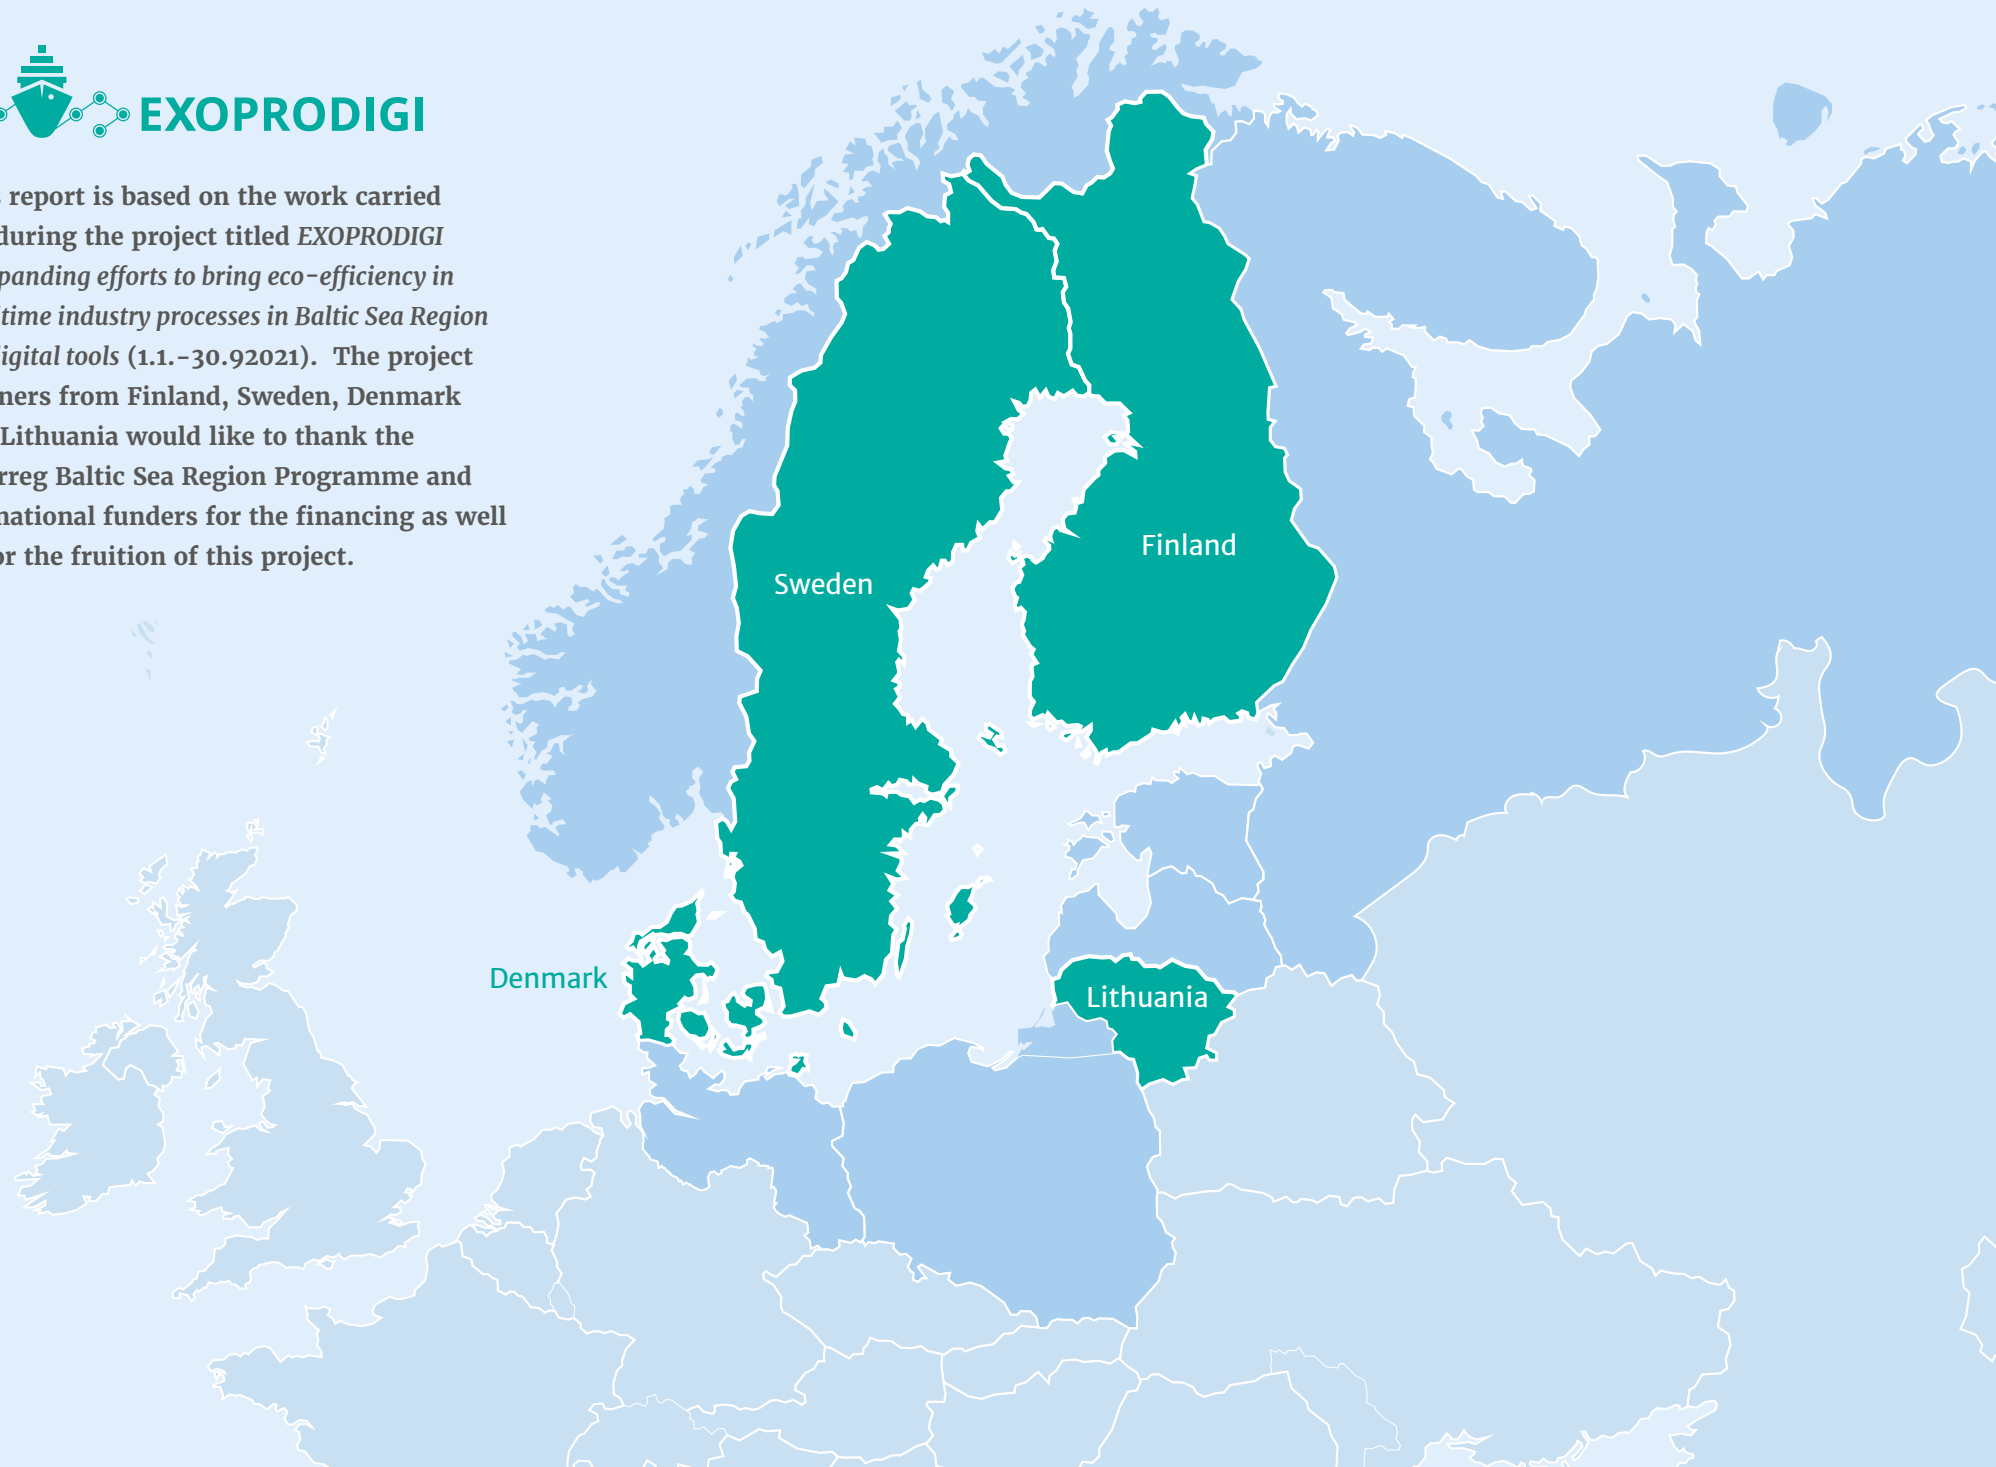 EXOPRODIGI
s report is based on the work carried
during the project titled EXOPRODIGI
panding efforts to bring eco-efficiency in
time industry processes in Baltic Sea Region
igital tools (1.1.-30.92021). The project
ners from Finland, Sweden, Denmark
Lithuania would like to thank the
rreg Baltic Sea Region Programme and
national funders for the financing as well
or the fruition of this project.
Finland
Sweden
Denmark
Lithuania